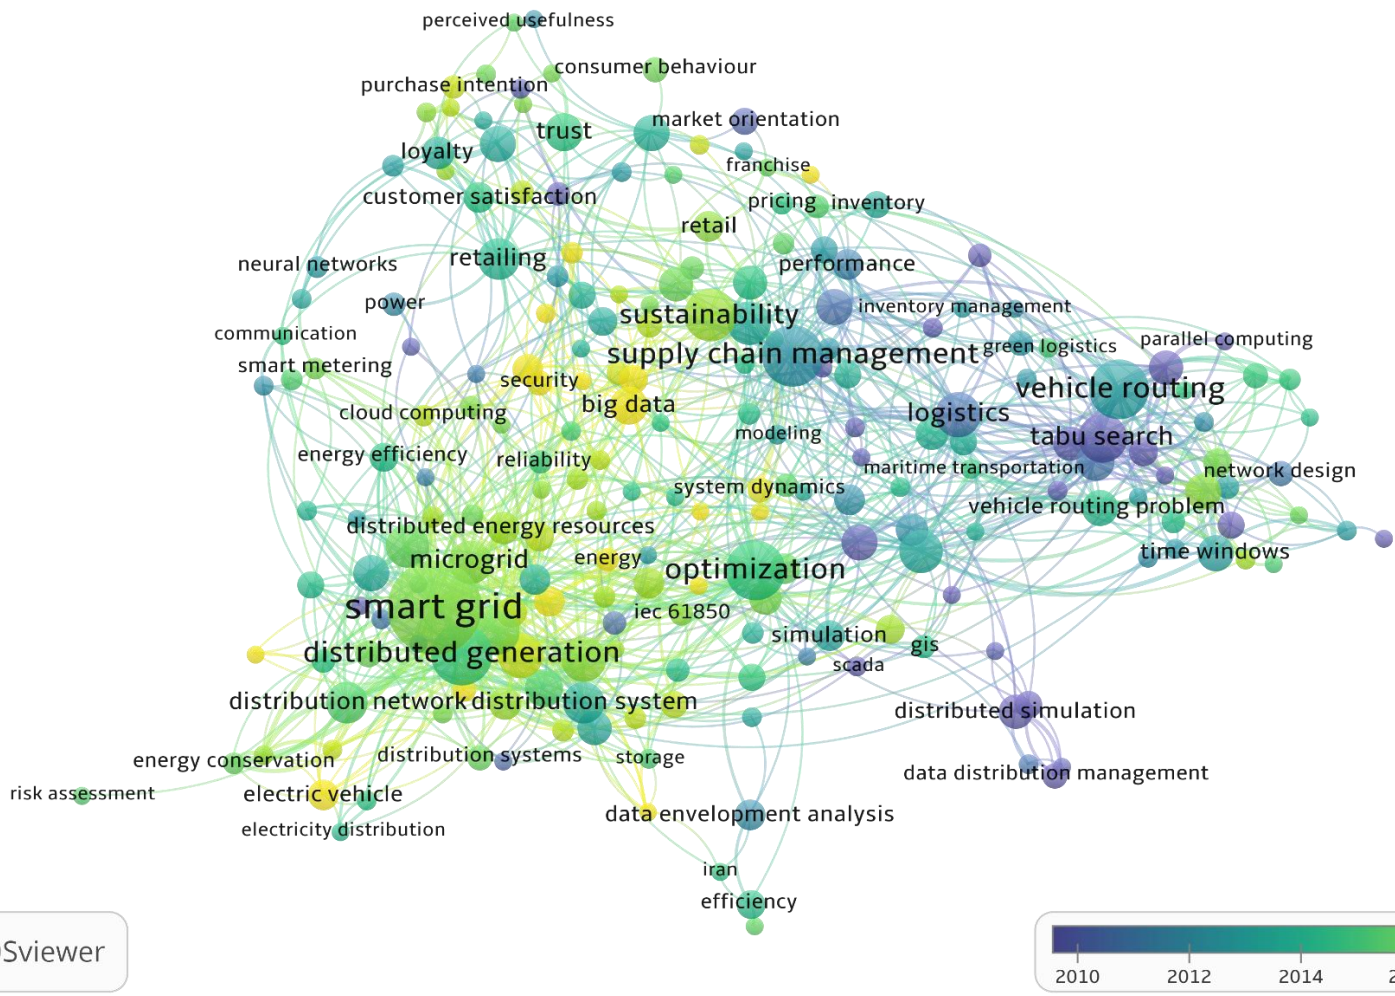 perceived usefulness
consumer behaviour
purchase intention
market orientation
trust
loyalty
franchise
customer satisfaction
pricing
inventory
retail
retailing
neural networks
performance
power
inventory management
sustainability
communication
parallel computing
green logistics
supply chain management
smart metering
security
vehicle routing
big data
cloud computing
logistics
modeling
tabu search
energy efficiency
reliability
maritime transportation
network design
system dynamics
vehicle routing problem
distributed energy resources
time windows
microgrid
energy
optimization
smart grid
iec 61850
simulation
gis
distributed generation
scada
distribution network
distribution system
distributed simulation
distribution systems
storage
energy conservation
data distribution management
risk assessment
electric vehicle
data envelopment analysis
electricity distribution
iran
efficiency
Sviewer
2010 2012 2014